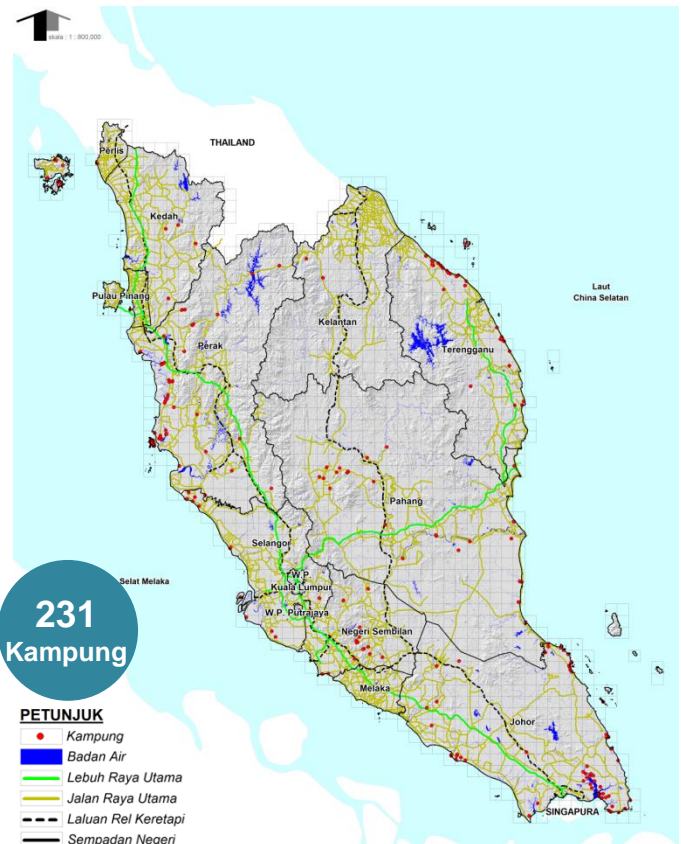 skala : 1 : 800,000
THAILAND
Perlis
Kedah
Pulau Pinang
Perak
Kelantan
Terengganu
Laut
China Selatan
Pahang
Selangor
W.P.
Kuala Lumpur
W.P. Putrajaya
Selat Melaka
Negeri Sembilan
Melaka
Johor
SINGAPURA
231
Kampung
PETUNJUK
Kampung
Badan Air
Lebuh Raya Utama
Jalan Raya Utama
Laluan Rel Keretapi
Sempadan Negeri